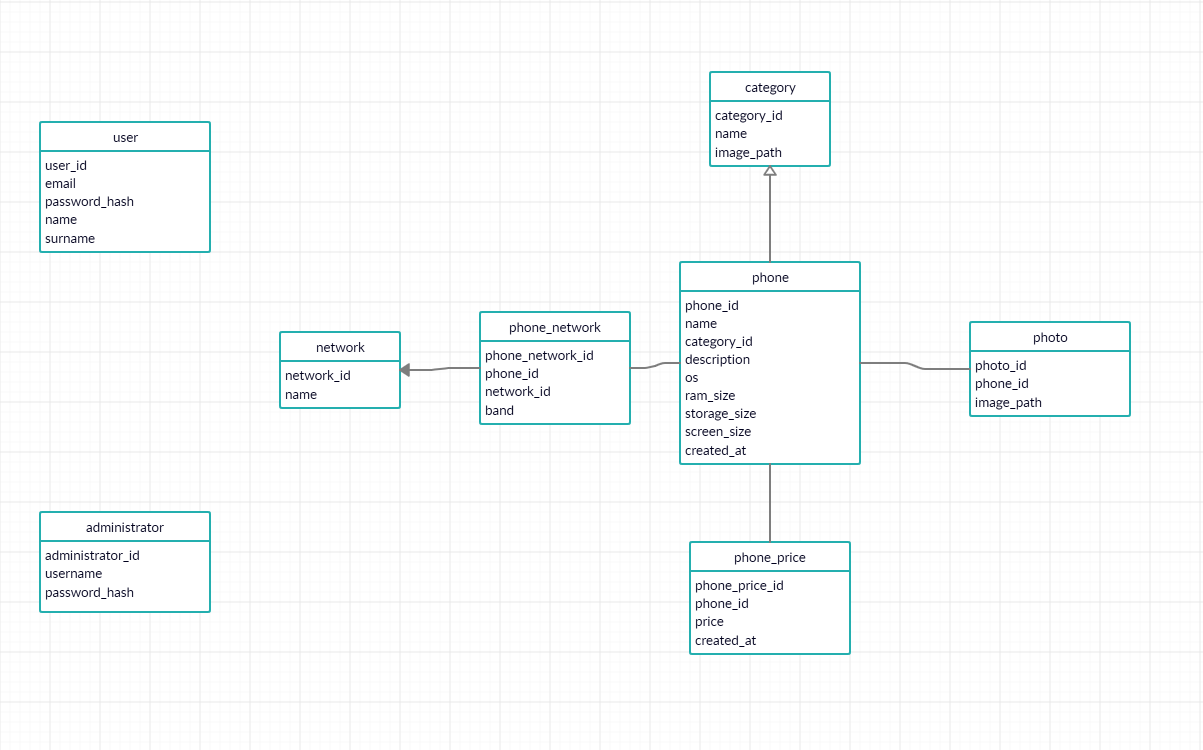 category
category_id
name
image_path
user
user_id
email
password_hash
name
surname
phone
phone_id
name
category_id
description
os
ram_size
storage_size
screen_size
created_at
phone_network
phone_network_id
phone_id
network_id
band
network
network_id
name
photo
photo_id
phone_id
image_path
administrator
administrator_id
username
password_hash
phone_price
phone_price_id
phone_id
price
created_at